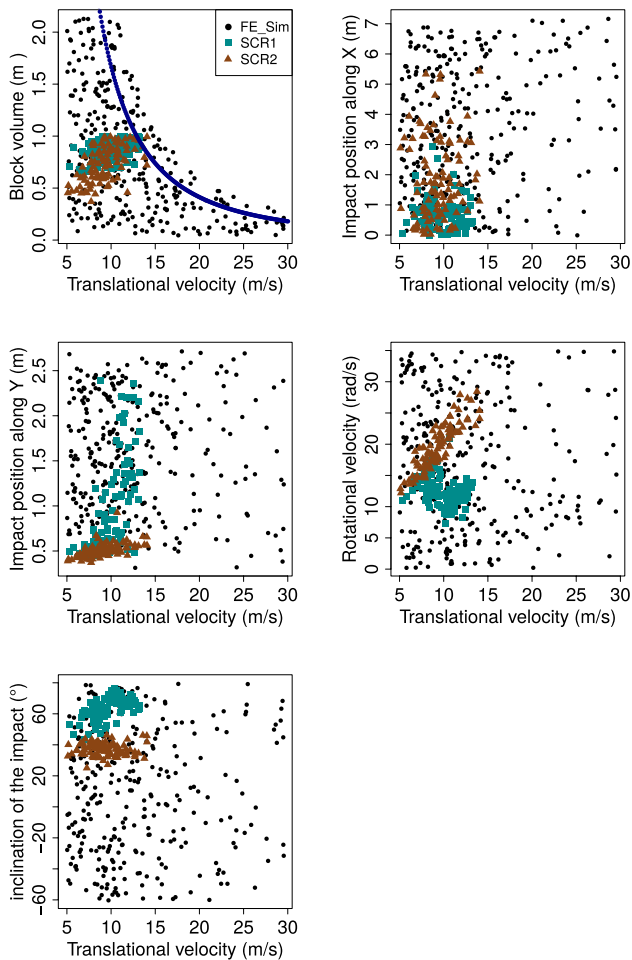 FE_Sim
SCR1
SCR2
Block volume (m )
0.0 0.5 1.0 1.5 2.0
5 10 15 20 25 30
Translational velocity (m/s)
Impact position along X (m)
0 1 2 3 4 5 6 7
5 10 15 20 25 30
Translational velocity (m/s)
Impact position along Y (m)
0.5 1.0 1.5 2.0 2.5
5 10 15 20 25 30
Translational velocity (m/s)
Rotational velocity (rad/s)
0 5 10 20 30
5 10 15 20 25 30
Translational velocity (m/s)
inclination of the impact (°)
−60 −20 20 60
5 10 15 20 25 30
Translational velocity (m/s)